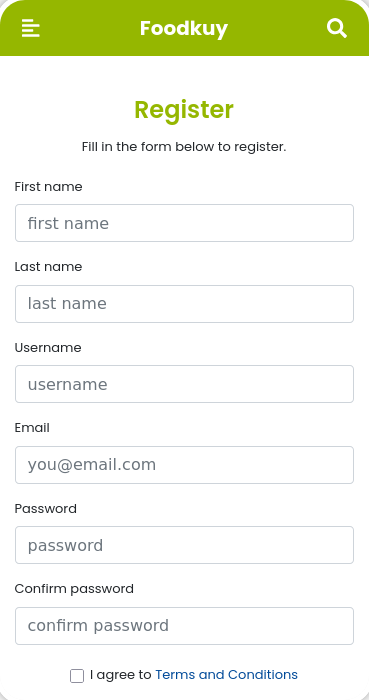 Foodkuy
Register
Fill in the form below to register.
First name
first name
Last name
last name
Username
username
Email
you@email.com
Password
password
Confirm password
confirm password
I agree to Terms and Conditions